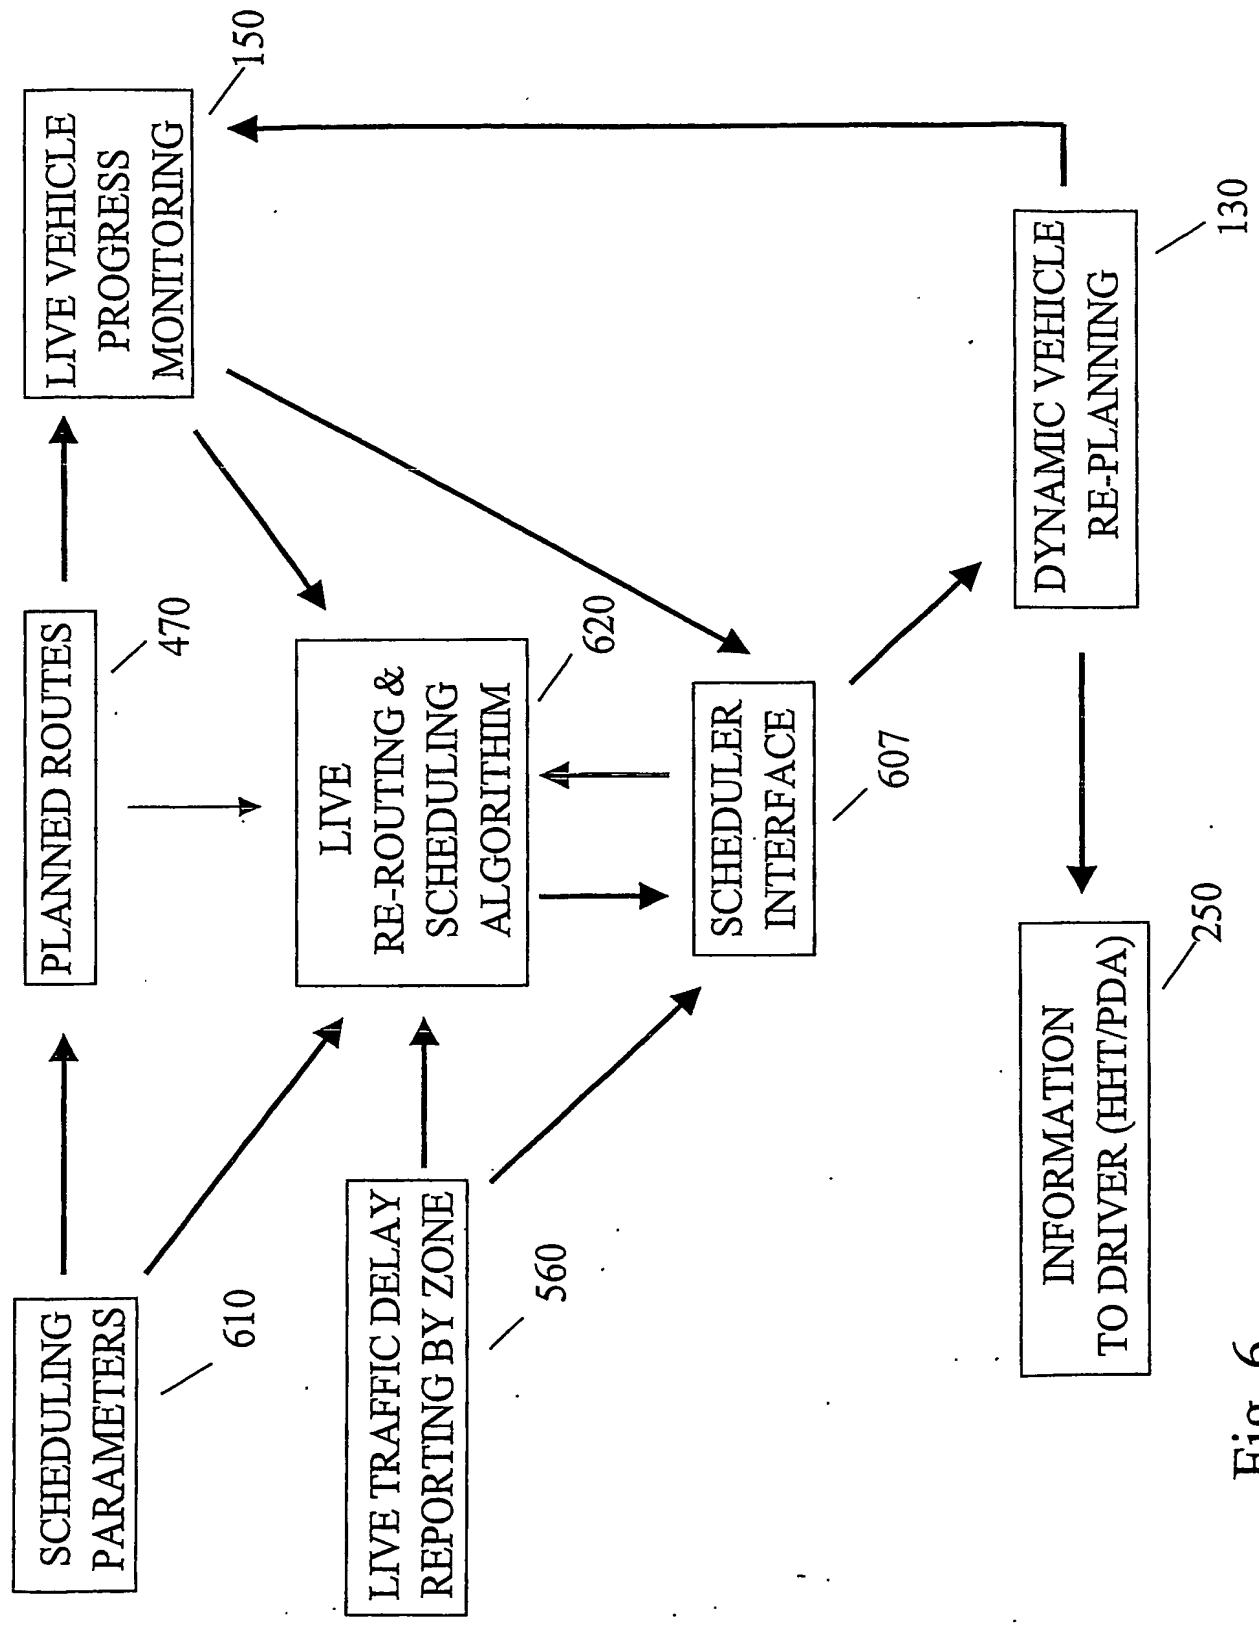 SCHEDULING
PARAMETERS
610
PLANNED ROUTES
470
LIVE VEHICLE
PROGRESS
MONITORING
150
LIVE TRAFFIC DELAY
REPORTING BY ZONE
560
LIVE
RE-ROUTING &
SCHEDULING
ALGORITHIM
620
SCHEDULER
INTERFACE
607
INFORMATION
TO DRIVER (HHT/PDA)
250
DYNAMIC VEHICLE
RE-PLANNING
130
Fig. 6